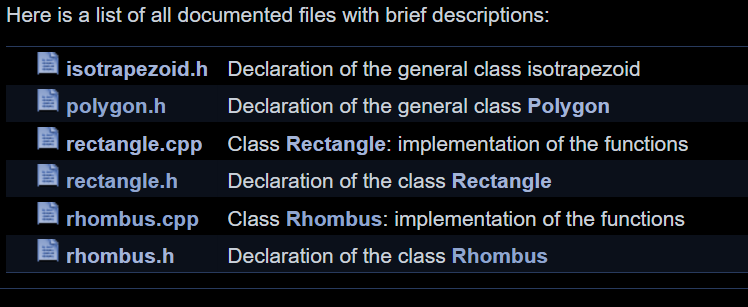 Here is a list of all documented files with brief descriptions:
isotrapezoid.h Declaration of the general class isotrapezoid
polygon.h Declaration of the general class Polygon
rectangle.cpp Class Rectangle: implementation of the functions
rectangle.h Declaration of the class Rectangle
rhombus.cpp Class Rhombus: implementation of the functions
rhombus.h Declaration of the class Rhombus